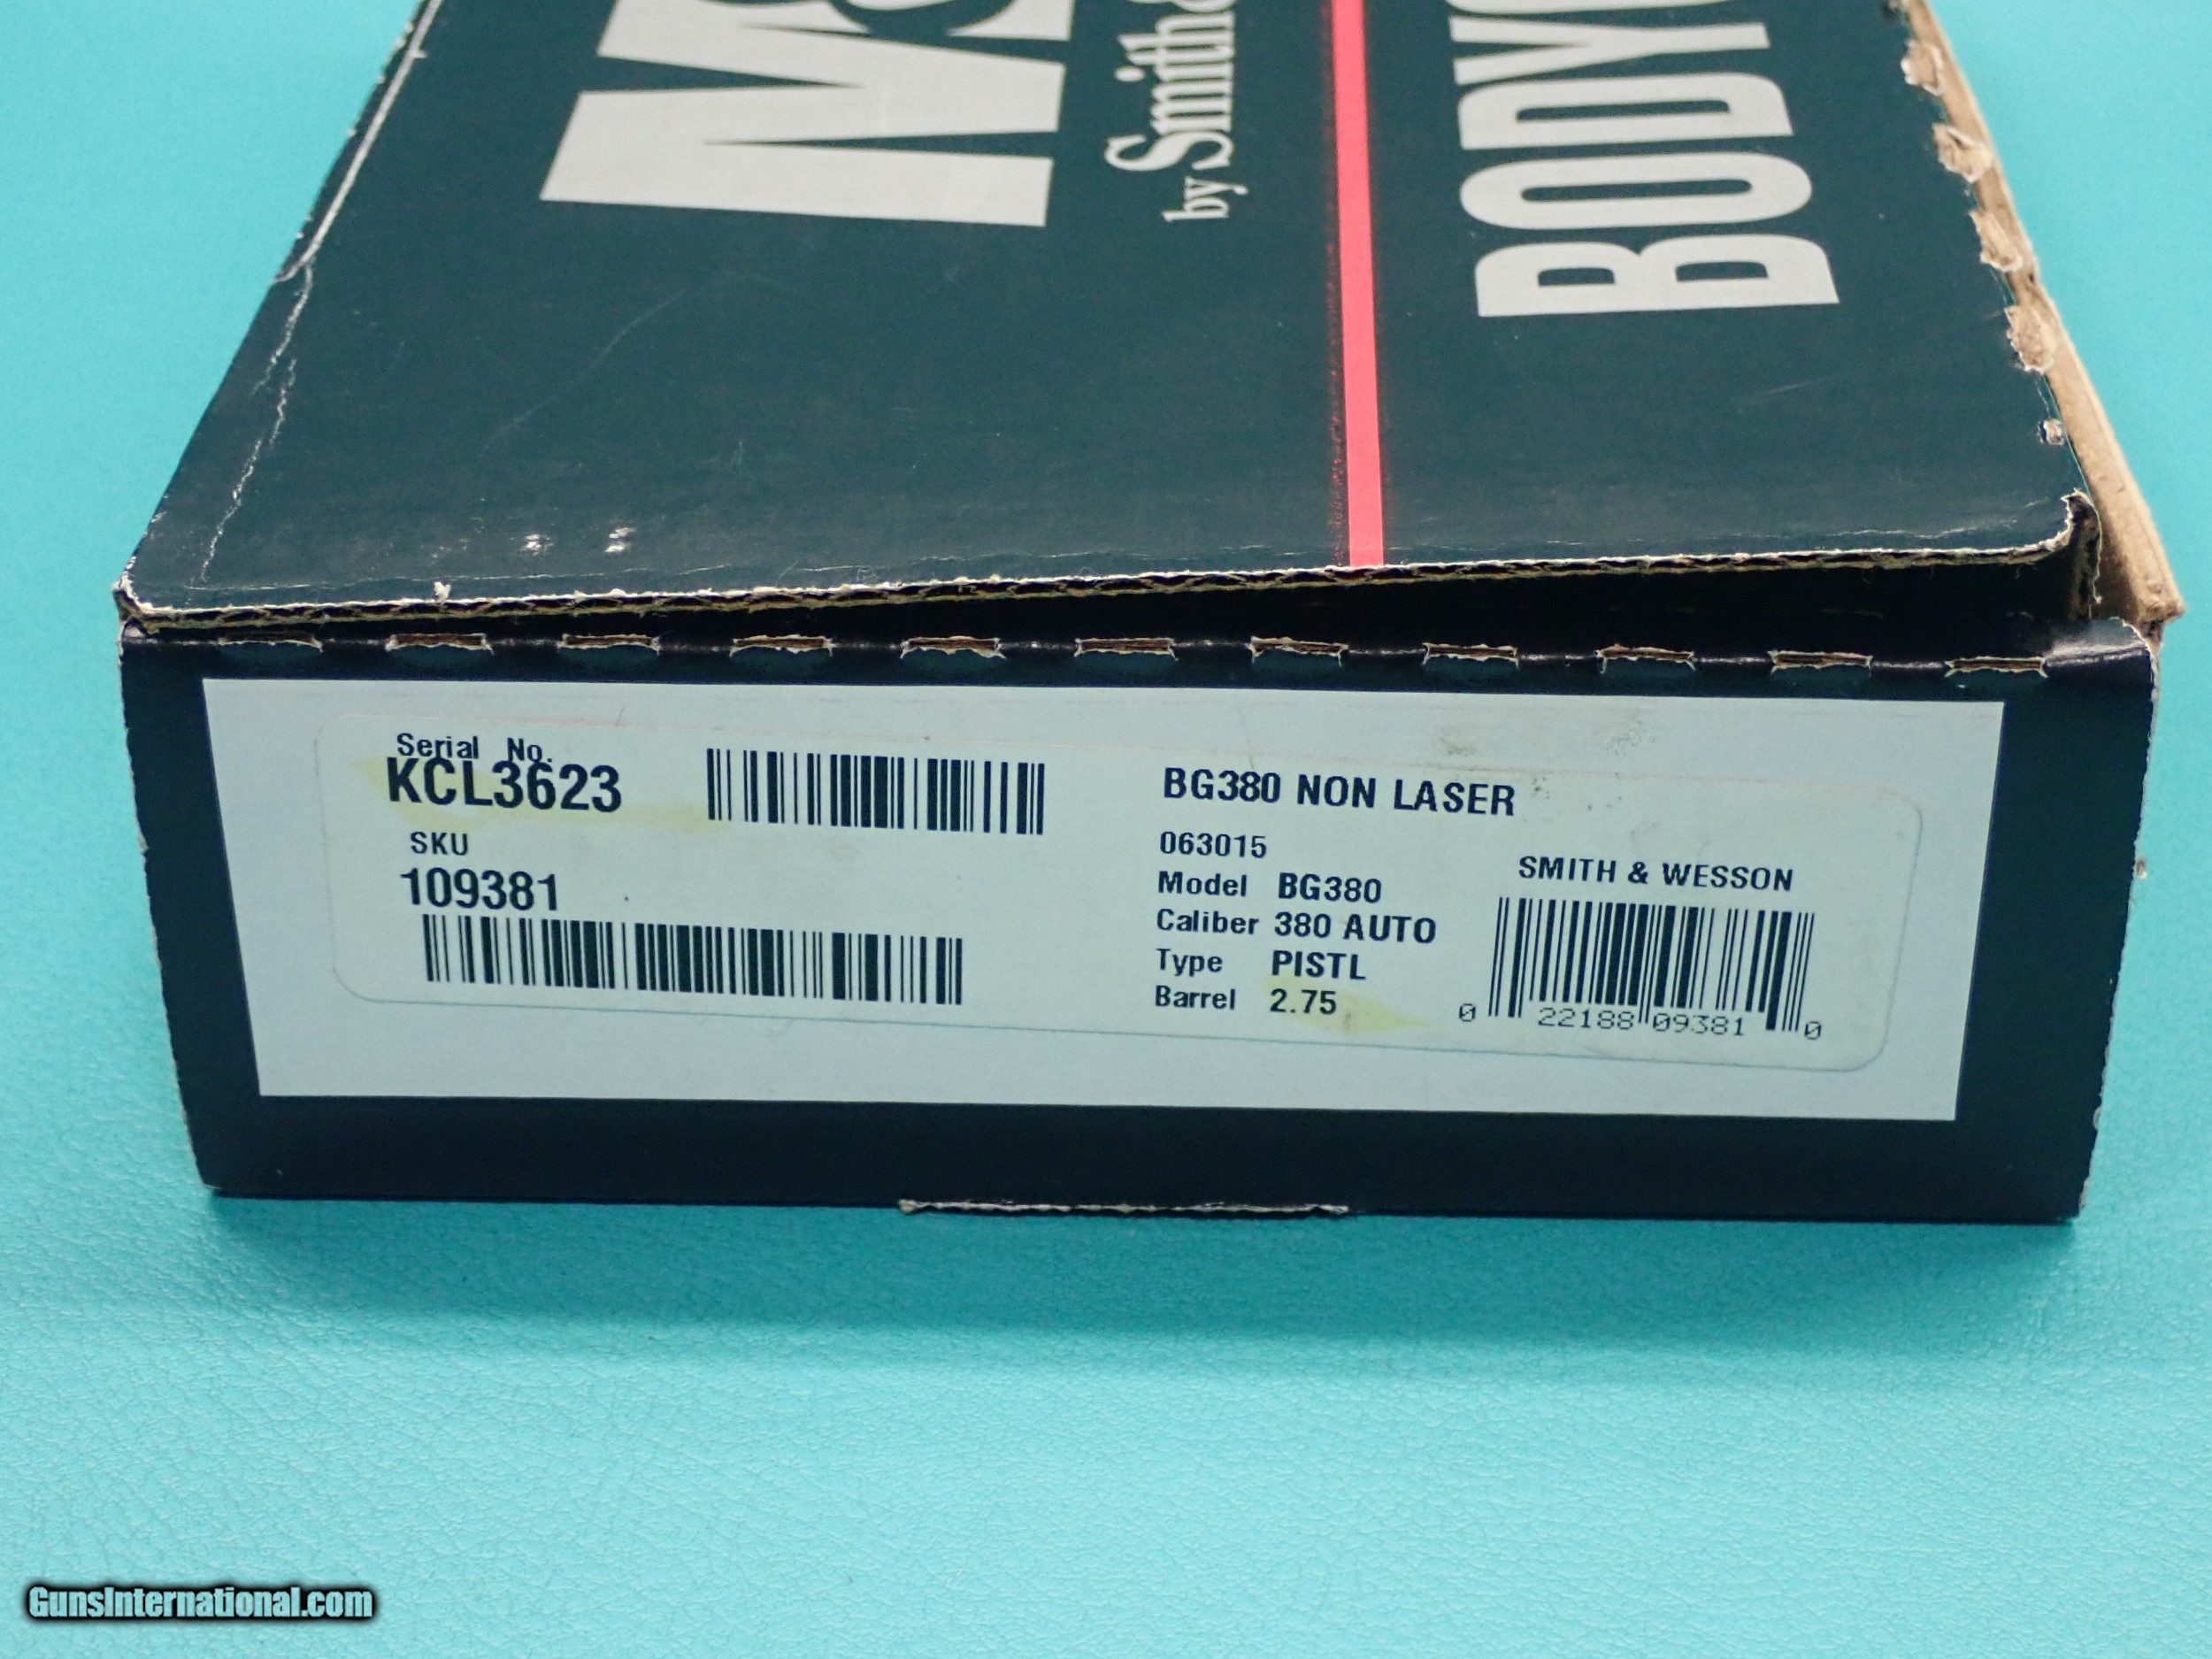 M&
by Smith &
BODY
Serial No.
KCL3623
SKU
109381
BG380 NON LASER
063015
Model BG380
Caliber 380 AUTO
Type PISTL
Barrel 2.75
SMITH & WESSON
0 22188 09381 0
GunsInternational.com